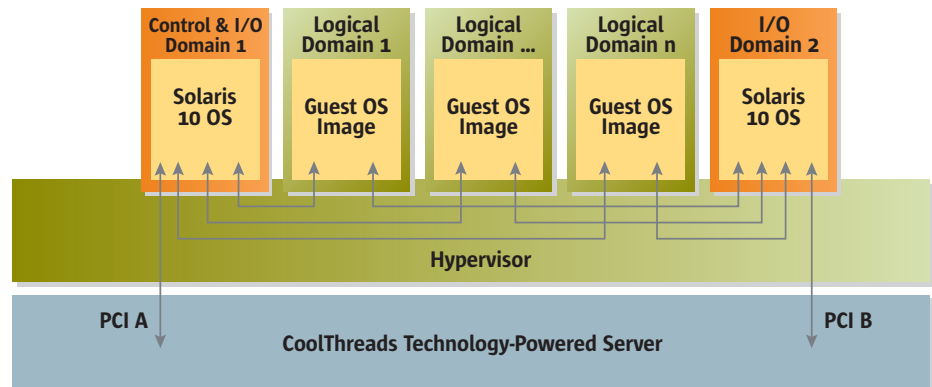 Control & I/O
Domain 1
Logical
Domain 1
Logical
Domain ...
Logical
Domain n
I/O
Domain 2
Solaris
10 OS
Guest OS
Image
Guest OS
Image
Guest OS
Image
Solaris
10 OS
Hypervisor
PCI A
PCI B
CoolThreads Technology-Powered Server